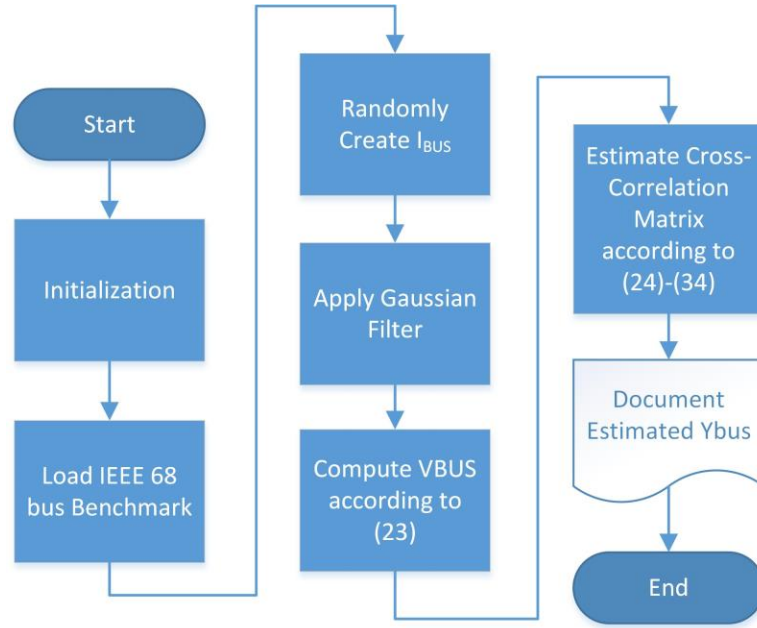 Start
Initialization
Load IEEE 68
bus Benchmark
Randomly
Create I_BUS
Apply Gaussian
Filter
Compute VBUS
according to
(23)
Estimate Cross-
Correlation
Matrix
according to
(24)-(34)
Document
Estimated Ybus
End